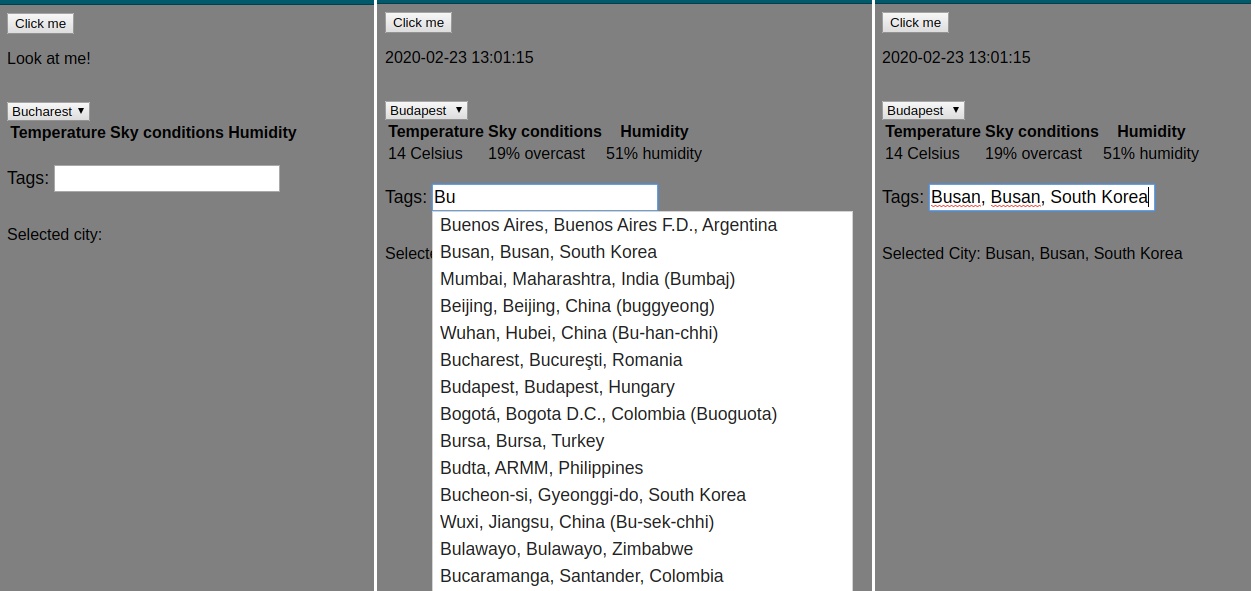 Click me
Look at me!
Bucharest
Temperature Sky conditions Humidity
Tags:
Selected city:
Click me
2020-02-23 13:01:15
Budapest
Temperature Sky conditions Humidity
14 Celsius 19% overcast 51% humidity
Tags: Bu
Buenos Aires, Buenos Aires F.D., Argentina
Busan, Busan, South Korea
Selecte
Mumbai, Maharashtra, India (Bumbaj)
Beijing, Beijing, China (buggyeong)
Wuhan, Hubei, China (Bu-han-chhi)
Bucharest, Bucureşti, Romania
Budapest, Budapest, Hungary
Bogotá, Bogota D.C., Colombia (Buoguota)
Bursa, Bursa, Turkey
Budta, ARMM, Philippines
Bucheon-si, Gyeonggi-do, South Korea
Wuxi, Jiangsu, China (Bu-sek-chhi)
Bulawayo, Bulawayo, Zimbabwe
Bucaramanga, Santander, Colombia
Click me
2020-02-23 13:01:15
Budapest
Temperature Sky conditions Humidity
14 Celsius 19% overcast 51% humidity
Tags: Busan, Busan, South Korea
Selected City: Busan, Busan, South Korea